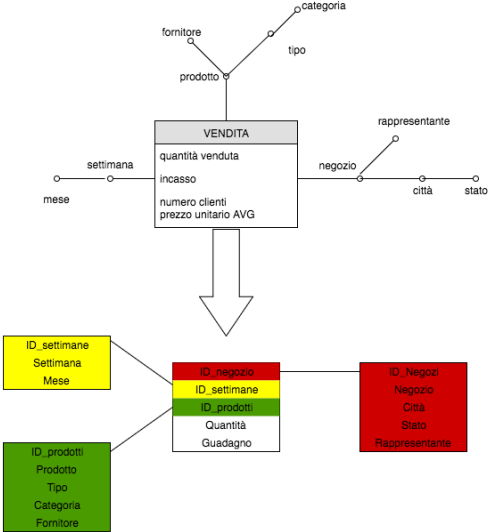 categoria
fornitore
tipo
prodotto
rappresentante
VENDITA
quantità venduta
settimana
negozio
incasso
mese
città
stato
numero clienti
prezzo unitario AVG
ID_settimane
Settimana
Mese
ID_negozio
ID_settimane
ID_prodotti
Quantità
Guadagno
ID_Negozi
Negozio
Città
Stato
Rappresentante
ID_prodotti
Prodotto
Tipo
Categoria
Fornitore